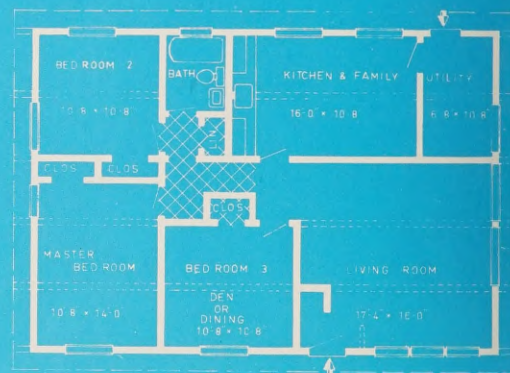 BED ROOM 2
10'-8" × 10'-8"
BATH
LIN
KITCHEN & FAMILY
16'-0" × 10'-8"
UTILITY
6'-8" × 10'-8"
CLOS
CLOS
CLOS
MASTER
BED ROOM
10'-8" × 14'-0"
BED ROOM 3
DEN
OR
DINING
10'-8" × 10'-8"
LIVING ROOM
17'-4" × 16'-0"